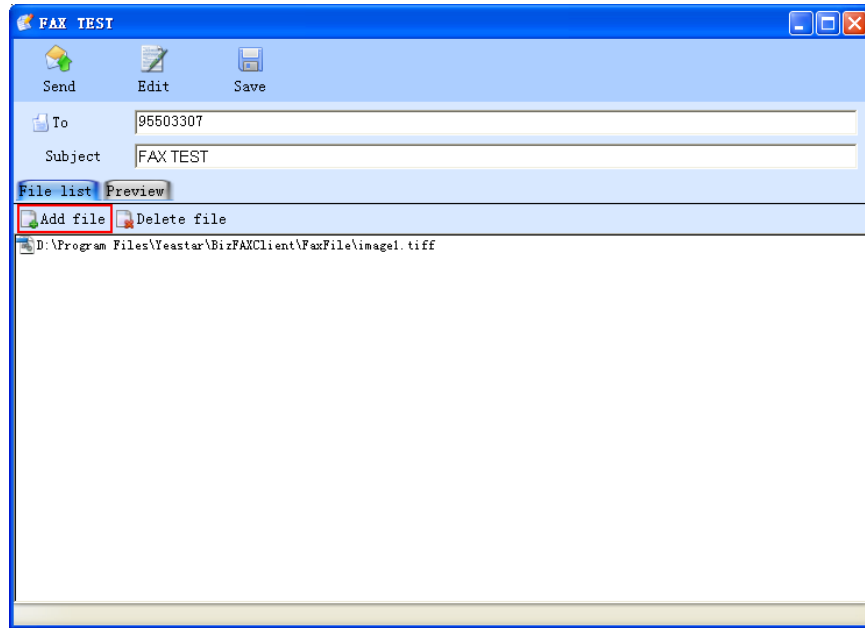 FAX TEST
Send Edit Save
To 95503307
Subject FAX TEST
File list Preview
Add file Delete file
D:\Program Files\Yeastar\BizFAXClient\FaxFile\image1.tiff